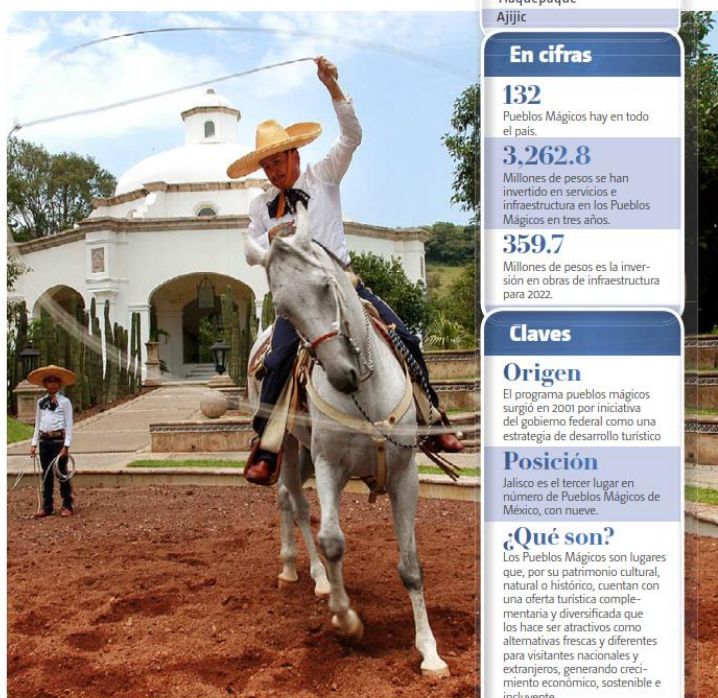 Tlaquepaque
Ajijic
En cifras
132
Pueblos Mágicos hay en todo
el país.
3,262.8
Millones de pesos se han
invertido en servicios e
infraestructura en los Pueblos
Mágicos en tres años.
359.7
Millones de pesos es la inver-
sión en obras de infraestructura
para 2022.
Claves
Origen
El programa pueblos mágicos
surgió en 2001 por iniciativa
del gobierno federal como una
estrategia de desarrollo turístico
Posición
Jalisco es el tercer lugar en
número de Pueblos Mágicos de
México, con nueve.
¿Qué son?
Los Pueblos Mágicos son lugares
que, por su patrimonio cultural,
natural o histórico, cuentan con
una oferta turística comple-
mentaria y diversificada que
los hace ser atractivos como
alternativas frescas y diferentes
para visitantes nacionales y
extranjeros, generando creci-
miento económico, sostenible e
incluyente